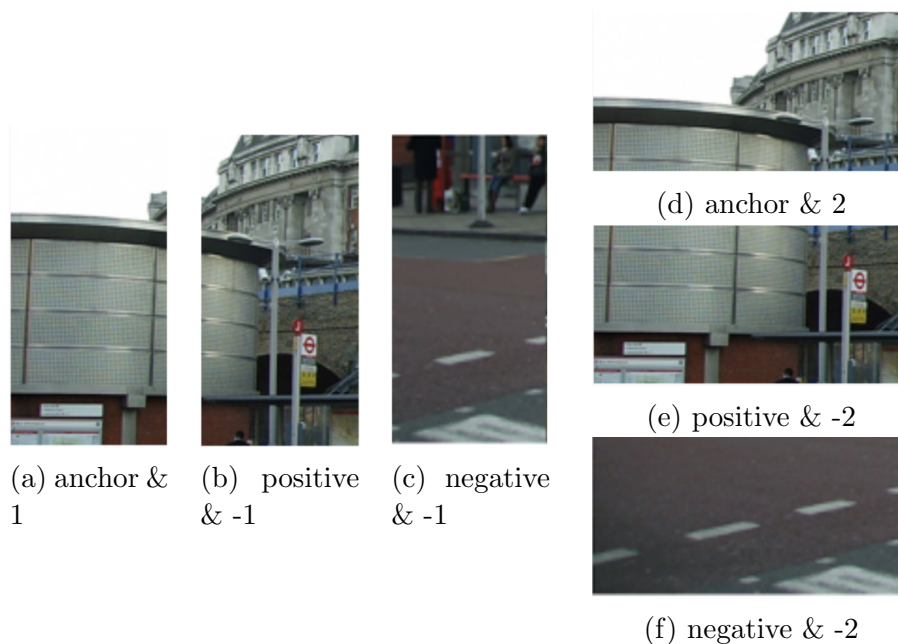 (a) anchor &
1
(b) positive
& -1
(c) negative
& -1
(d) anchor & 2
J
(e) positive & -2
J
(f) negative & -2